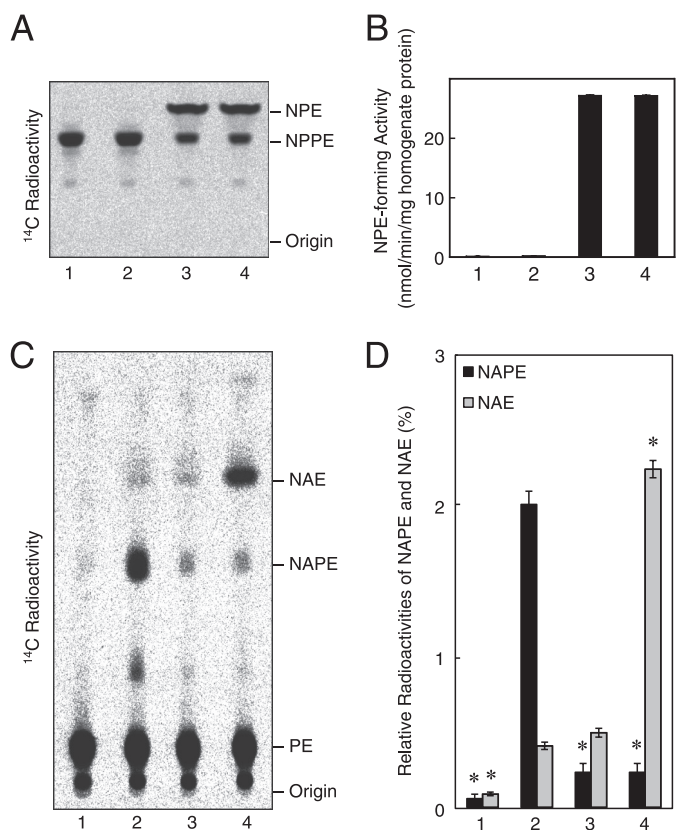 A
¹⁴C Radioactivity
NPE
NPPE
Origin
1 2 3 4
B
NPE-forming Activity
(nmol/min/mg homogenate protein)
20
10
0
1 2 3 4
C
¹⁴C Radioactivity
NAE
NAPE
PE
Origin
1 2 3 4
D
Relative Radioactivities of NAPE and NAE (%)
3
2
1
0
NAPE
NAE
*
* *
* *
1 2 3 4